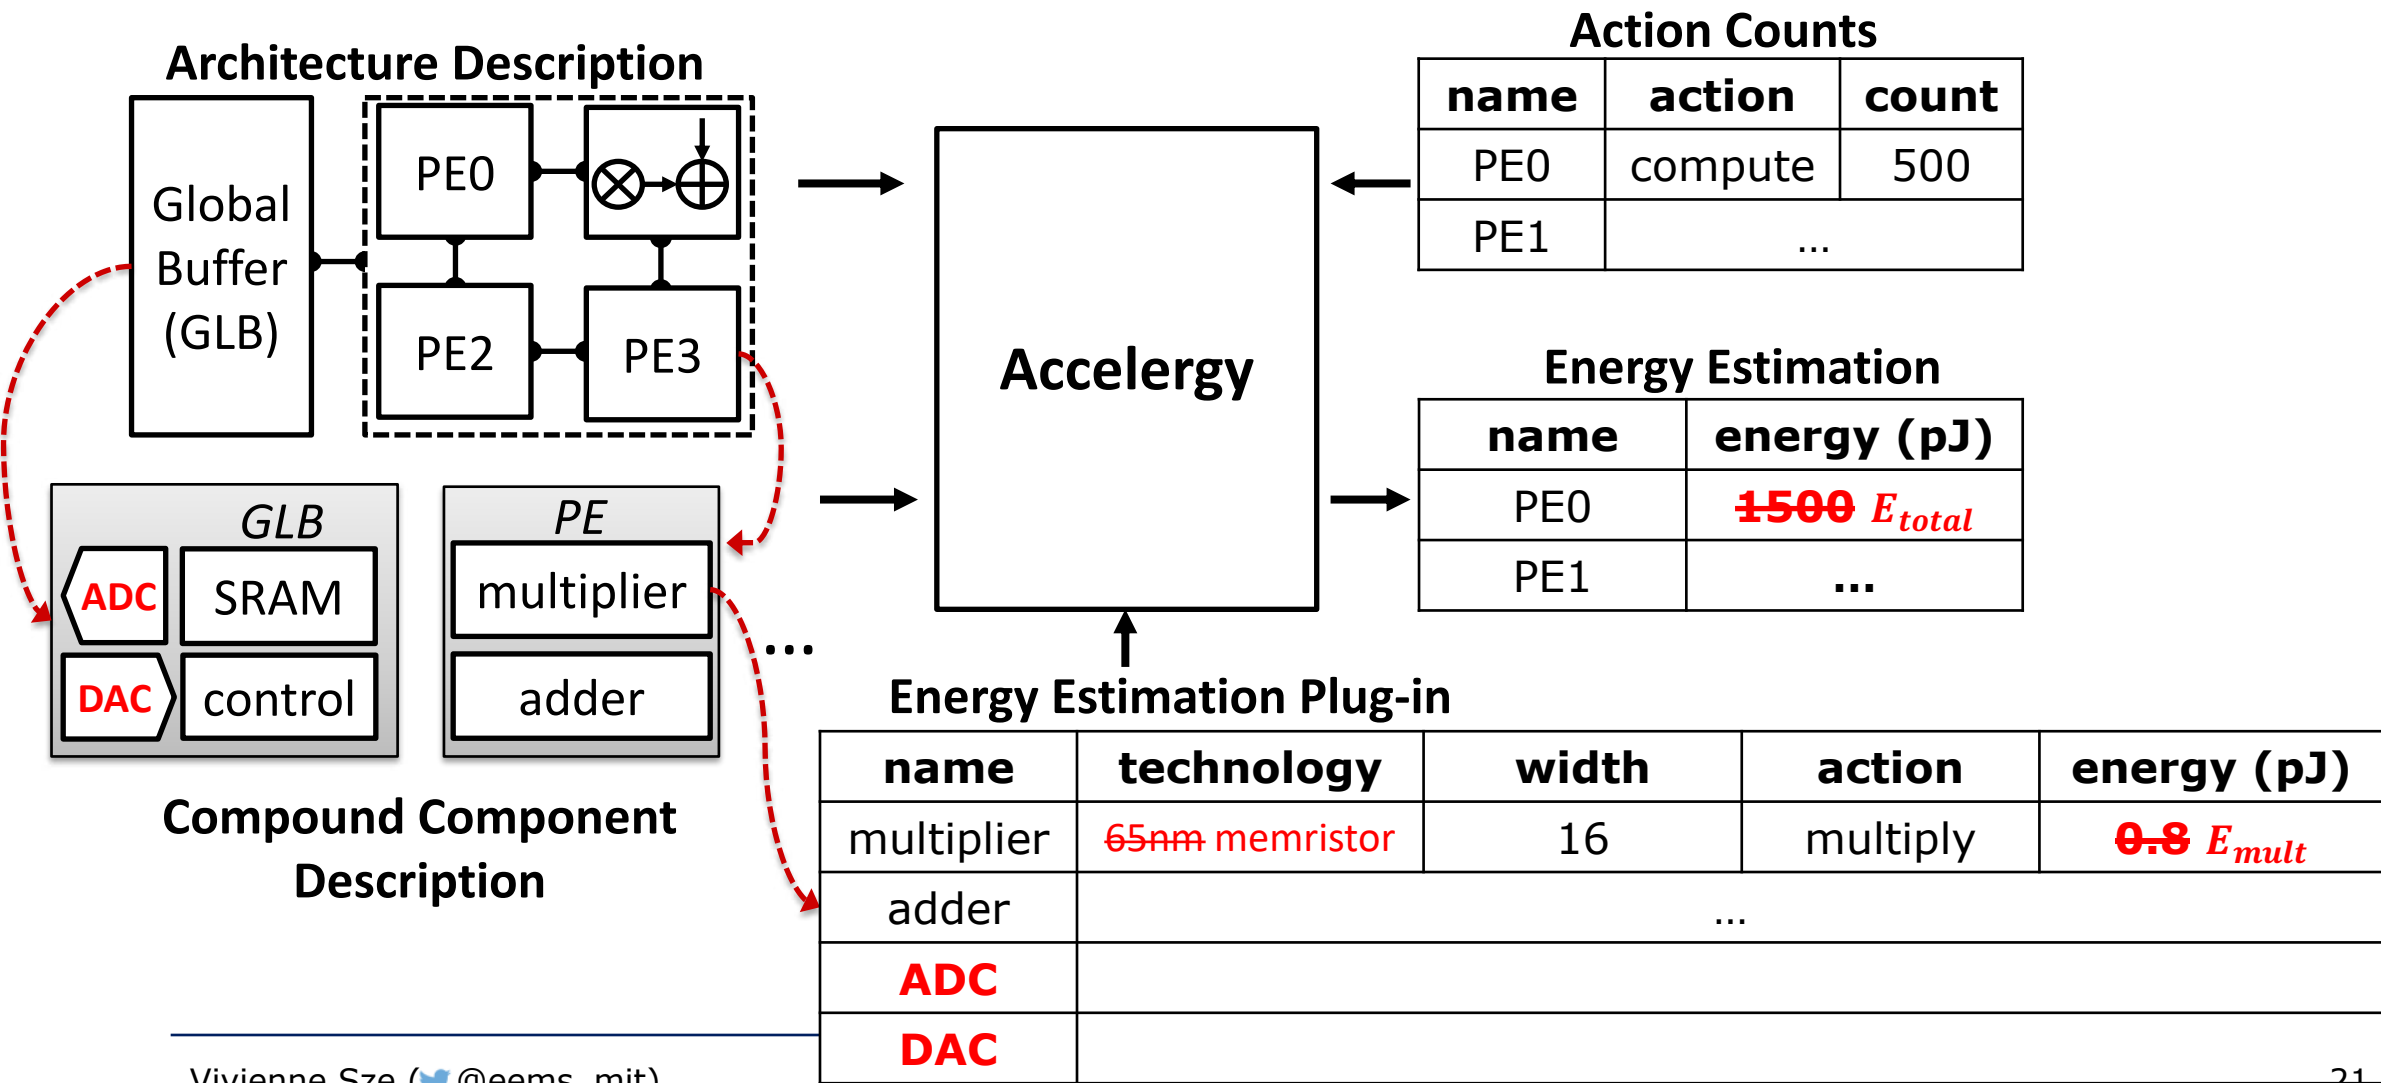 Architecture Description
Global
Buffer
(GLB)
PE0
PE2
PE3
GLB
ADC
SRAM
DAC
control
PE
multiplier
adder
...
Compound Component
Description
Accelergy
Action Counts
name action count
PE0 compute 500
PE1 ...
Energy Estimation
name energy (pJ)
PE0 1500 E_total
PE1 ...
Energy Estimation Plug-in
name technology width action energy (pJ)
multiplier 65nm memristor 16 multiply 0.8 E_mult
adder ...
ADC
DAC
Vivienne Sze (@eems_mit)
21